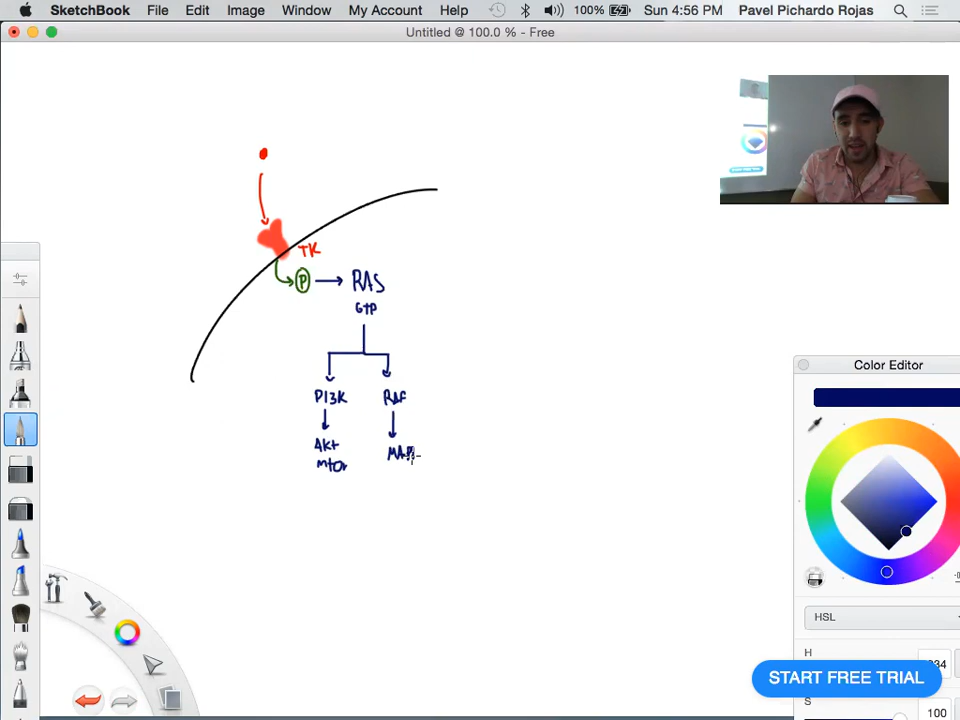 SketchBook File Edit Image Window My Account Help 100% Sun 4:56 PM Pavel Pichardo Rojas
Untitled @ 100.0 % - Free
TK
P → RAS
GTP
PI3K RAF
Akt
mtor
Color Editor
HSL
H
START FREE TRIAL
S 100